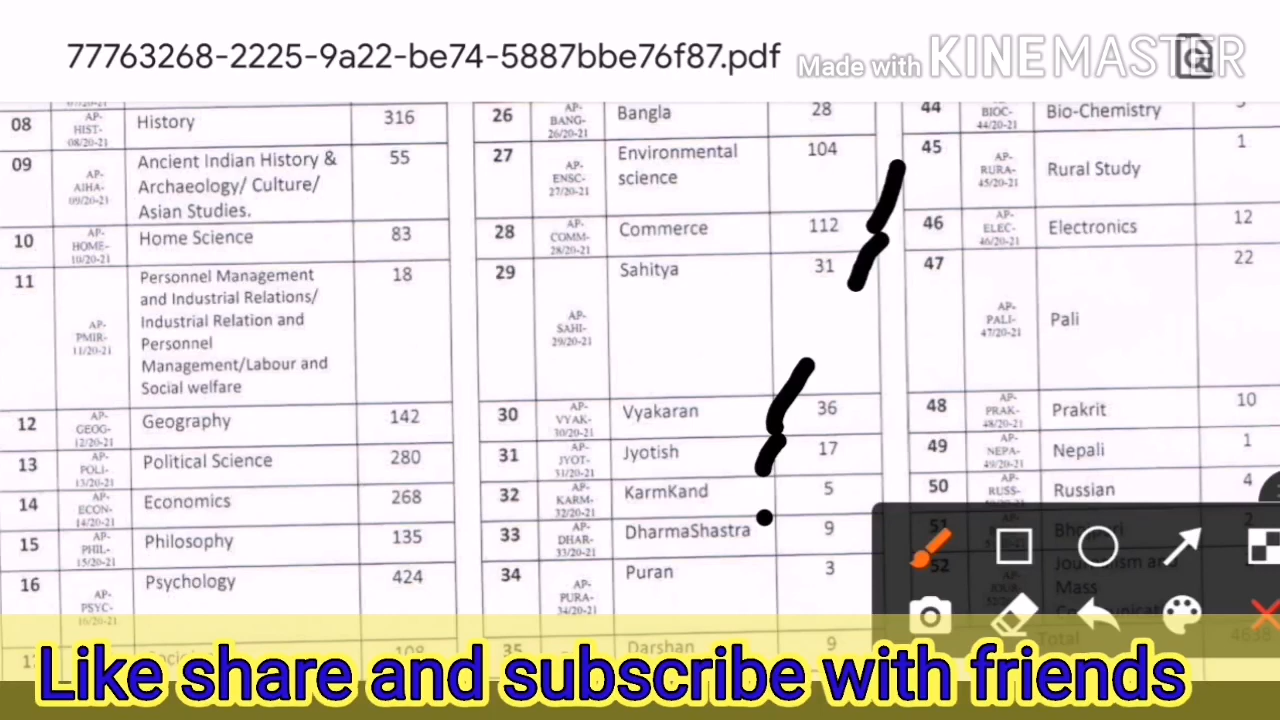 77763268-2225-9a22-be74-5887bbe76f87.pdf
Made with KINEMASTER
08 AP-HIST-08/20-21 History 316
09 AP-AIHA-09/20-21 Ancient Indian History &
Archaeology/ Culture/
Asian Studies. 55
10 AP-HOME-10/20-21 Home Science 83
11 AP-PMIR-11/20-21 Personnel Management
and Industrial Relations/
Industrial Relation and
Personnel
Management/Labour and
Social welfare 18
12 AP-GEOG-12/20-21 Geography 142
13 AP-POLI-13/20-21 Political Science 280
14 AP-ECON-14/20-21 Economics 268
15 AP-PHIL-15/20-21 Philosophy 135
16 AP-PSYC-16/20-21 Psychology 424
108
26 AP-BANG-26/20-21 Bangla 28
27 AP-ENSC-27/20-21 Environmental
science 104
28 AP-COMM-28/20-21 Commerce 112
29 AP-SAHI-29/20-21 Sahitya 31
30 AP-VYAK-30/20-21 Vyakaran 36
31 AP-JYOT-31/20-21 Jyotish 17
32 AP-KARM-32/20-21 KarmKand 5
33 AP-DHAR-33/20-21 DharmaShastra 9
34 AP-PURA-34/20-21 Puran 3
35 Darshan 9
44 AP-BIOC-44/20-21 Bio-Chemistry
45 AP-RURA-45/20-21 Rural Study 1
46 AP-ELEC-46/20-21 Electronics 12
47 AP-PALI-47/20-21 Pali 22
48 AP-PRAK-48/20-21 Prakrit 10
49 AP-NEPA-49/20-21 Nepali 1
50 AP-RUSS- Russian 4
51 Bhojpuri 2
52 Journalism and
Mass
Total 4638
Like share and subscribe with friends